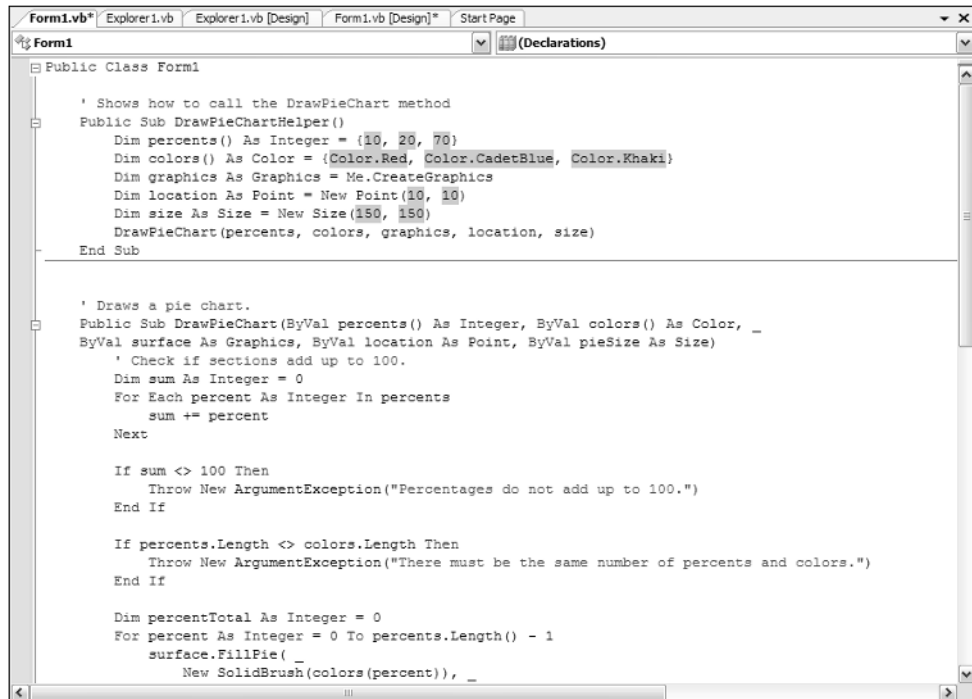 Form1.vb* Explorer1.vb Explorer1.vb [Design] Form1.vb [Design]* Start Page
Form1 (Declarations)
Public Class Form1
' Shows how to call the DrawPieChart method
Public Sub DrawPieChartHelper()
Dim percents() As Integer = {10, 20, 70}
Dim colors() As Color = {Color.Red, Color.CadetBlue, Color.Khaki}
Dim graphics As Graphics = Me.CreateGraphics
Dim location As Point = New Point(10, 10)
Dim size As Size = New Size(150, 150)
DrawPieChart(percents, colors, graphics, location, size)
End Sub
' Draws a pie chart.
Public Sub DrawPieChart(ByVal percents() As Integer, ByVal colors() As Color, _
ByVal surface As Graphics, ByVal location As Point, ByVal pieSize As Size)
' Check if sections add up to 100.
Dim sum As Integer = 0
For Each percent As Integer In percents
sum += percent
Next
If sum <> 100 Then
Throw New ArgumentException("Percentages do not add up to 100.")
End If
If percents.Length <> colors.Length Then
Throw New ArgumentException("There must be the same number of percents and colors.")
End If
Dim percentTotal As Integer = 0
For percent As Integer = 0 To percents.Length() - 1
surface.FillPie( _
New SolidBrush(colors(percent)), _